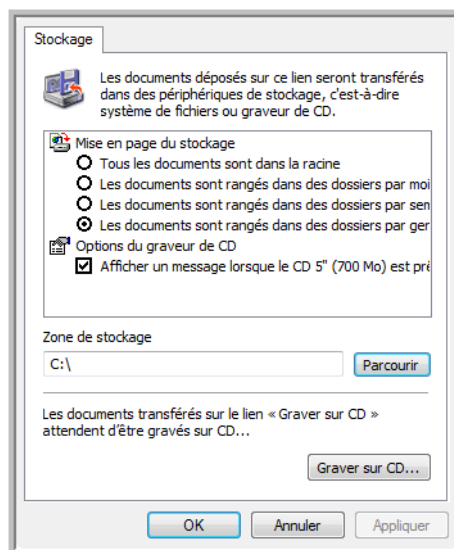 Stockage
Les documents déposés sur ce lien seront transférés
dans des périphériques de stockage, c'est-à-dire
système de fichiers ou graveur de CD.
Mise en page du stockage
Tous les documents sont dans la racine
Les documents sont rangés dans des dossiers par moi
Les documents sont rangés dans des dossiers par sem
Les documents sont rangés dans des dossiers par ger
Options du graveur de CD
Afficher un message lorsque le CD 5" (700 Mo) est prê
Zone de stockage
C:\
Parcourir
Les documents transférés sur le lien « Graver sur CD »
attendent d'être gravés sur CD...
Graver sur CD...
OK Annuler Appliquer